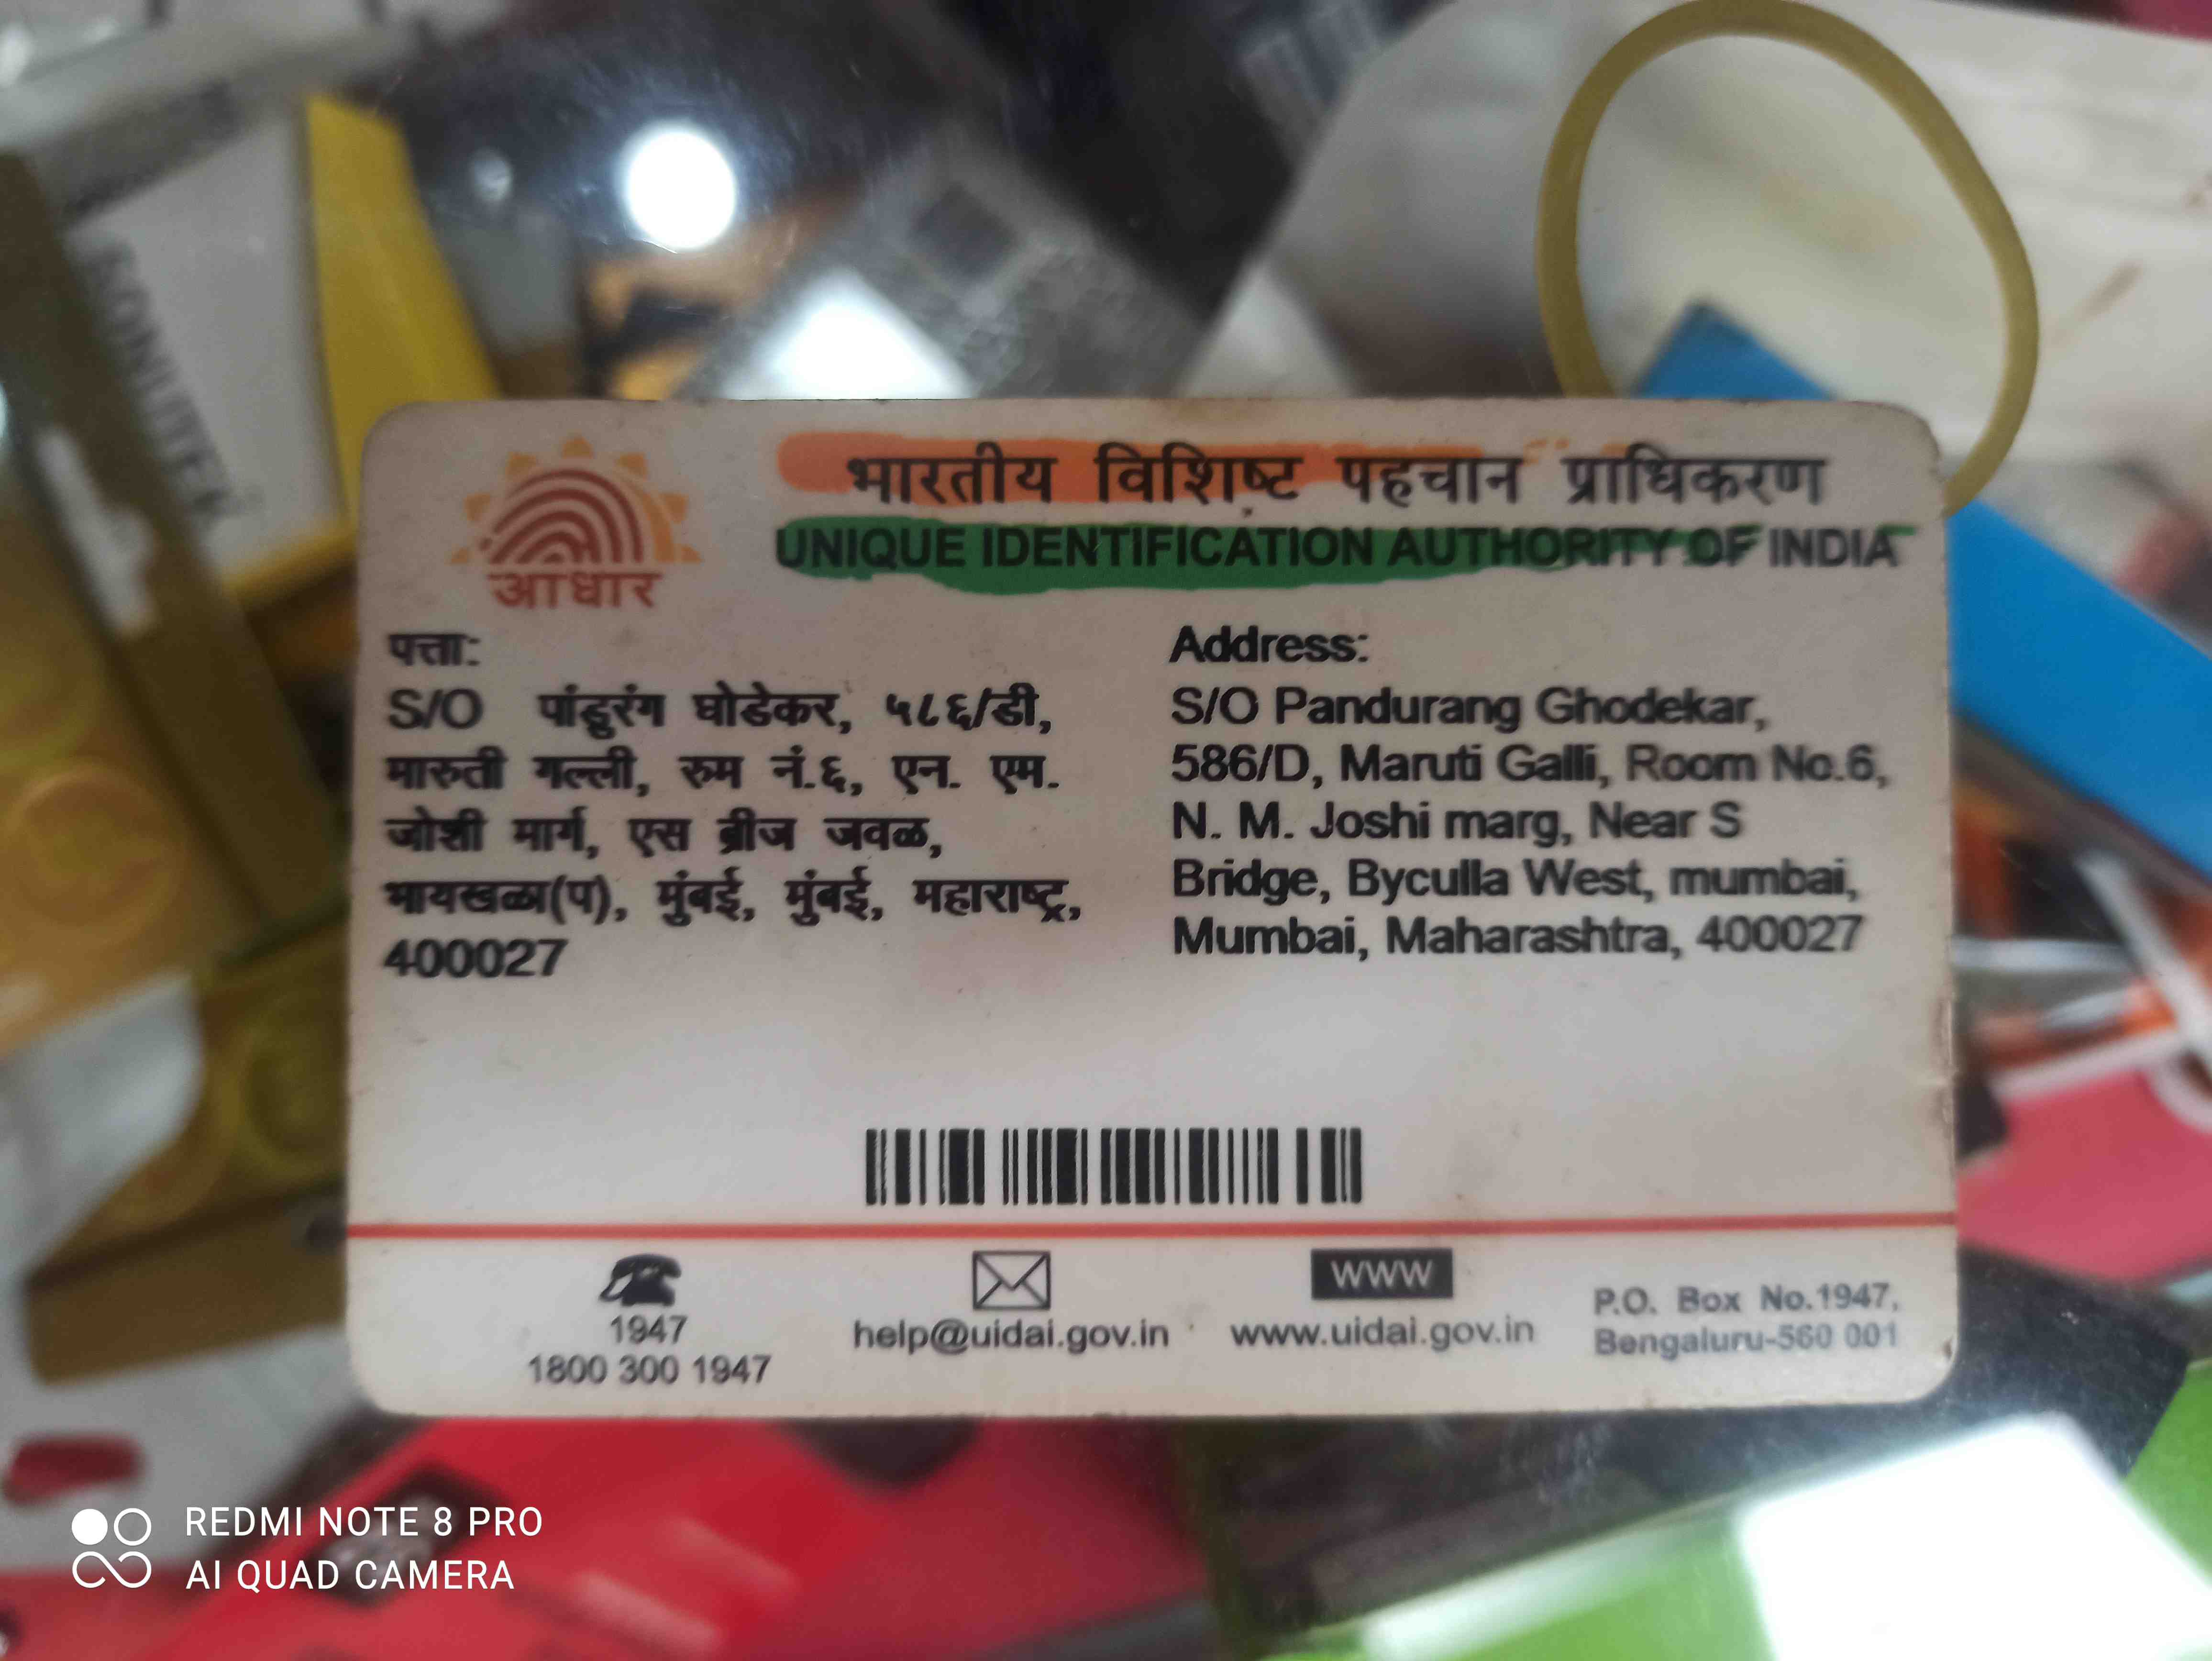 भारतीय विशिष्ट पहचान प्राधिकरण
UNIQUE IDENTIFICATION AUTHORITY OF INDIA
आधार
पत्ता:
S/O पांडुरंग घोडेकर, ५८६/डी,
मारुती गल्ली, रुम नं.६, एन. एम.
जोशी मार्ग, एस ब्रीज जवळ,
भायखळा(प), मुंबई, मुंबई, महाराष्ट्र,
400027
Address:
S/O Pandurang Ghodekar,
586/D, Maruti Galli, Room No.6,
N. M. Joshi marg, Near S
Bridge, Byculla West, mumbai,
Mumbai, Maharashtra, 400027
1947
1800 300 1947
help@uidai.gov.in
WWW
www.uidai.gov.in
P.O. Box No.1947,
Bengaluru-560 001
REDMI NOTE 8 PRO
AI QUAD CAMERA